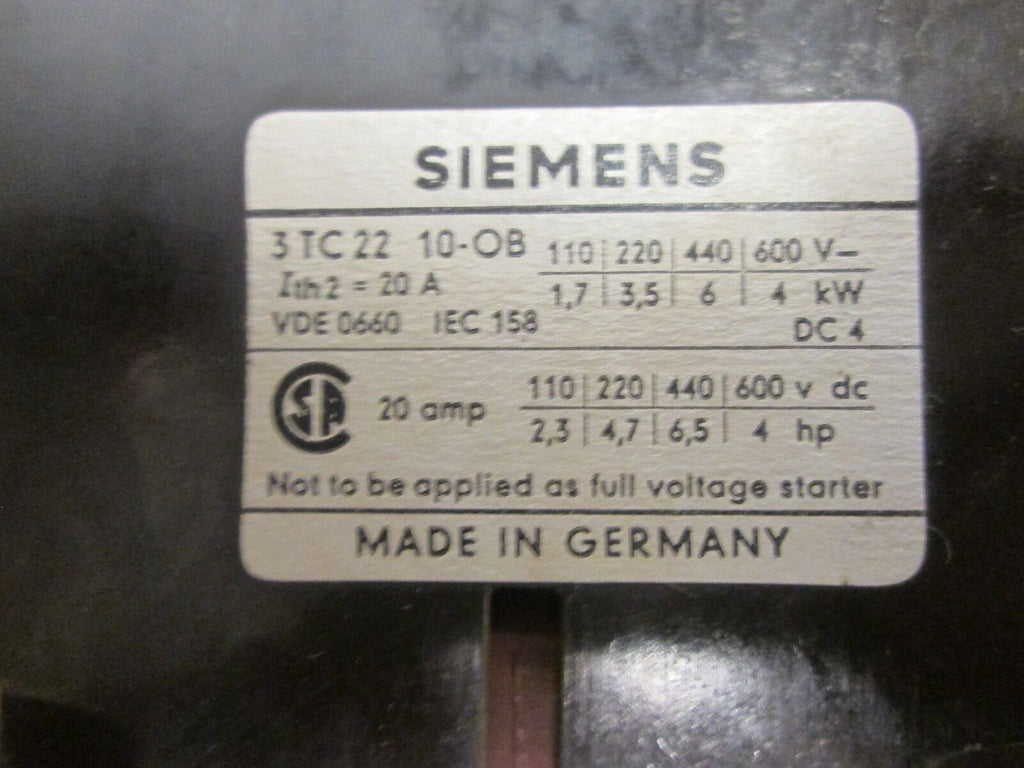 SIEMENS
3 TC 22 10-OB 110 220 440 600 V–
Ith2 = 20 A 1,7 3,5 6 4 kW
VDE 0660 IEC 158 DC 4
110 220 440 600 v dc
SA 20 amp
2,3 4,7 6,5 4 hp
Not to be applied as full voltage starter
MADE IN GERMANY